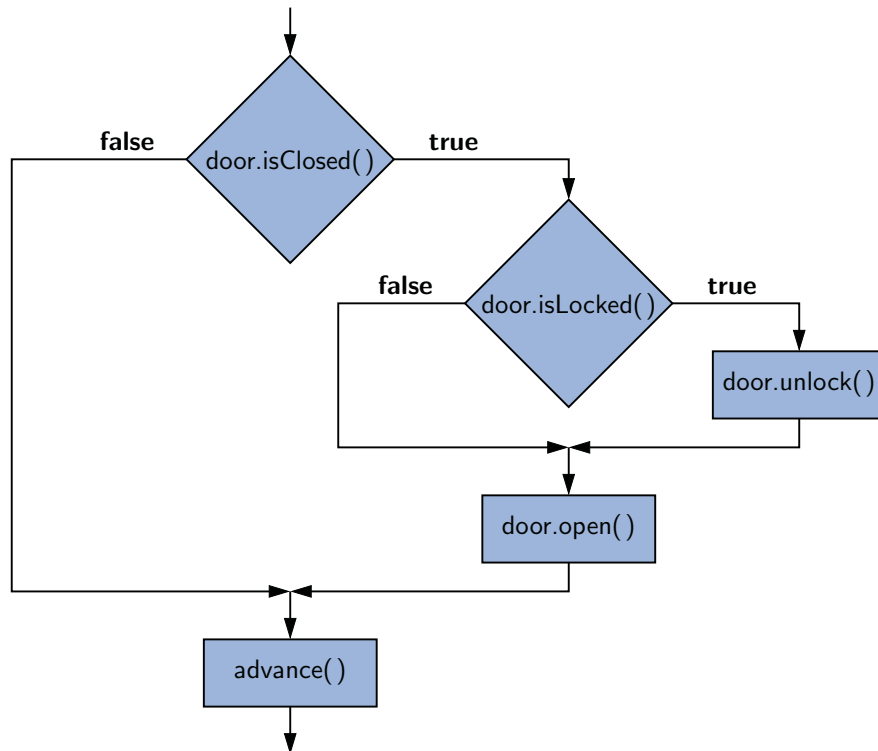 false
door.isClosed()
true
false
door.isLocked()
true
door.unlock()
door.open()
advance()